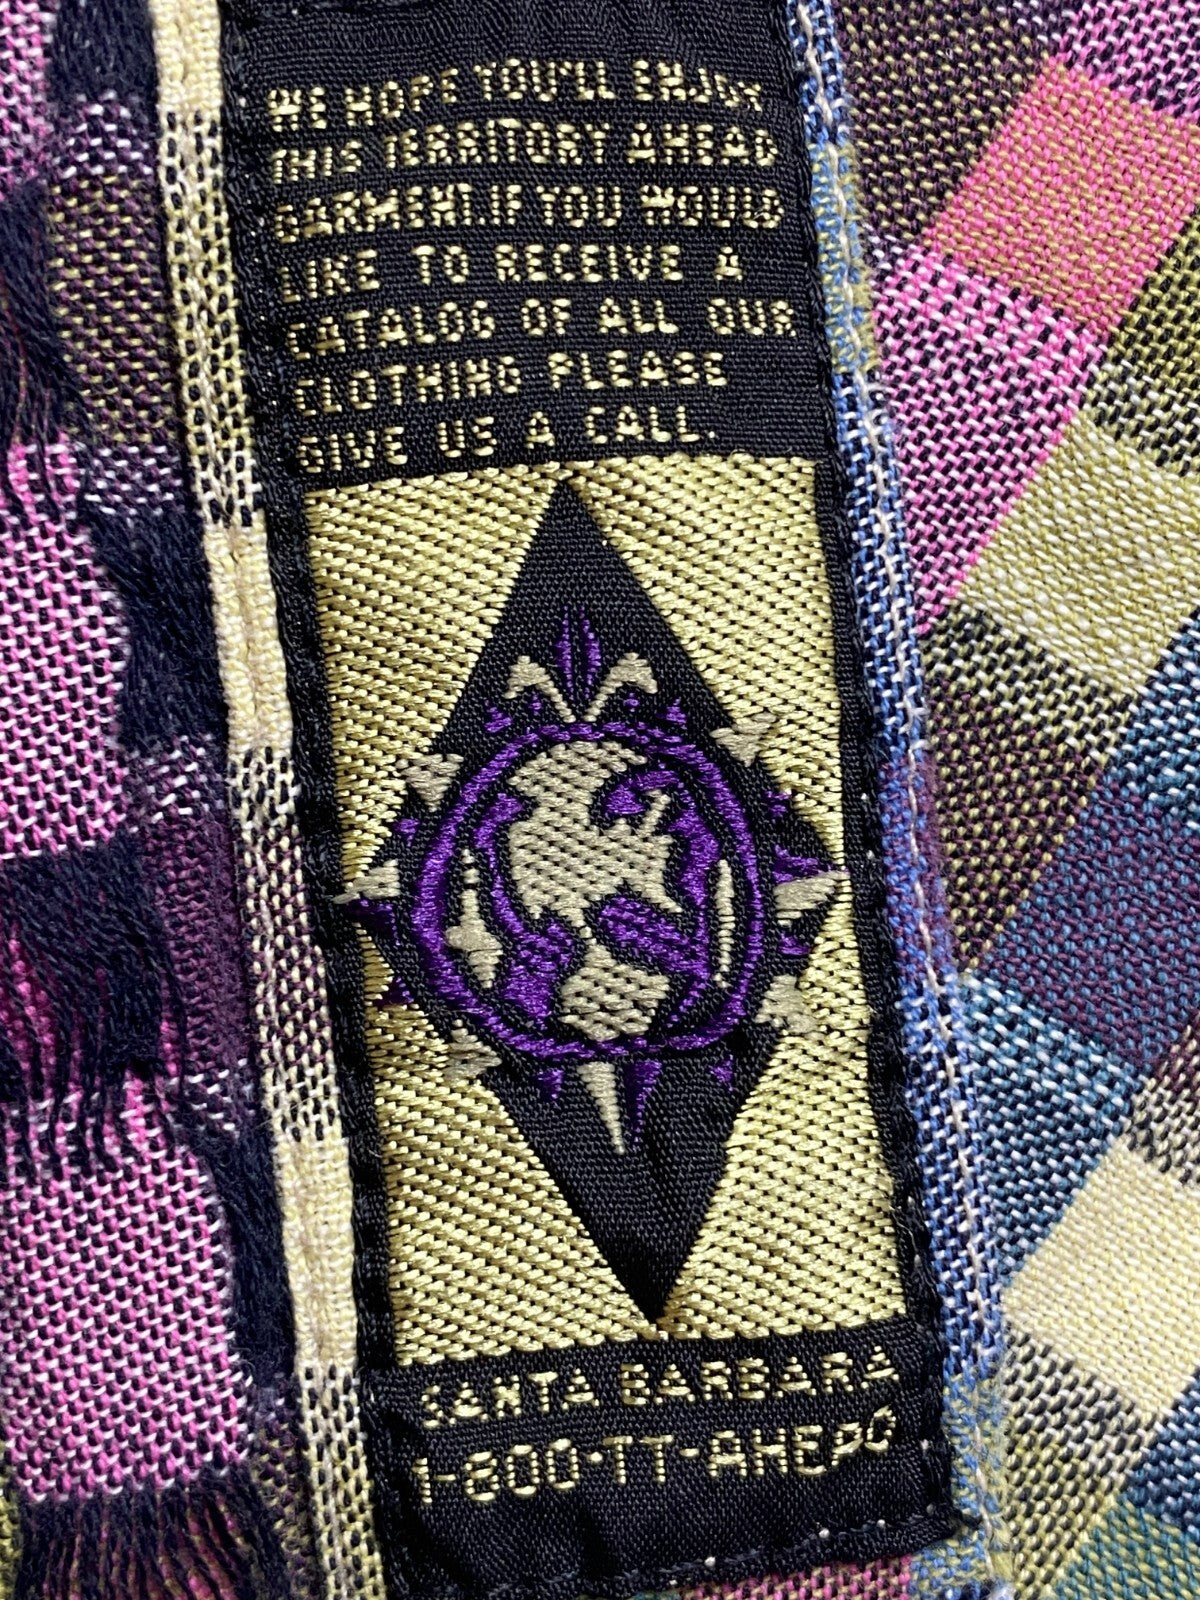 WE HOPE YOU'LL ENJOY
THIS TERRITORY AHEAD
GARMENT.IF YOU WOULD
LIKE TO RECEIVE A
CATALOG OF ALL OUR
CLOTHING PLEASE
GIVE US A CALL.
SANTA BARBARA
1-800-TT-AHEAD